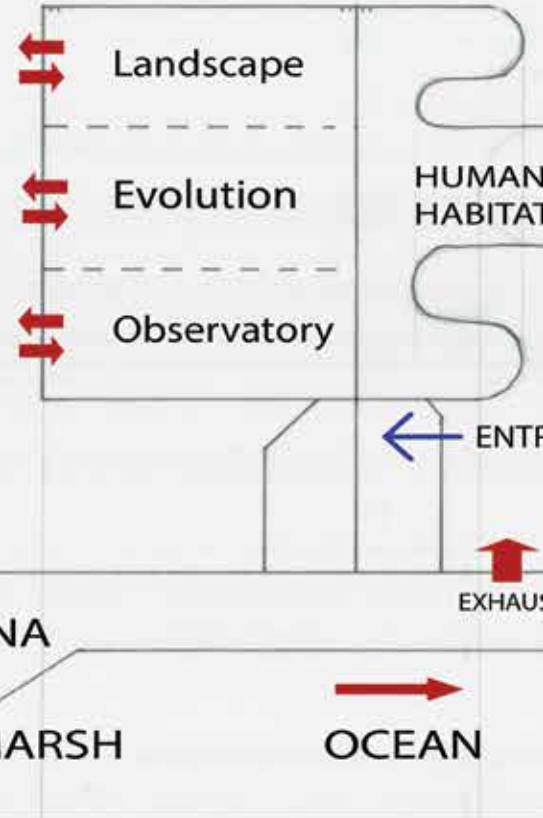 Landscape
Evolution
HUMAN
HABITAT
Observatory
ENTR
EXHAUS
NA
ARSH
OCEAN